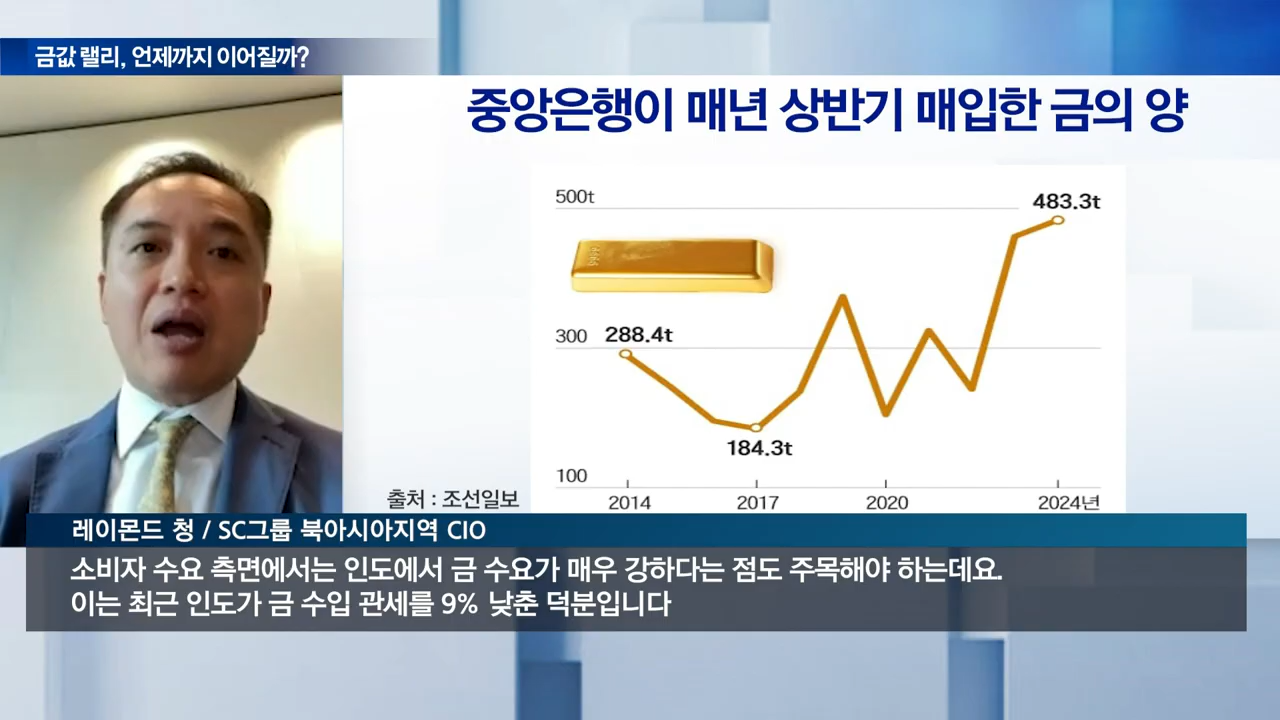 금값 랠리, 언제까지 이어질까?
중앙은행이 매년 상반기 매입한 금의 양
500t
483.3t
300
288.4t
184.3t
100
2014
2017
2020
2024년
출처 : 조선일보
레이몬드 청 / SC그룹 북아시아지역 CIO
소비자 수요 측면에서는 인도에서 금 수요가 매우 강하다는 점도 주목해야 하는데요.
이는 최근 인도가 금 수입 관세를 9% 낮춘 덕분입니다